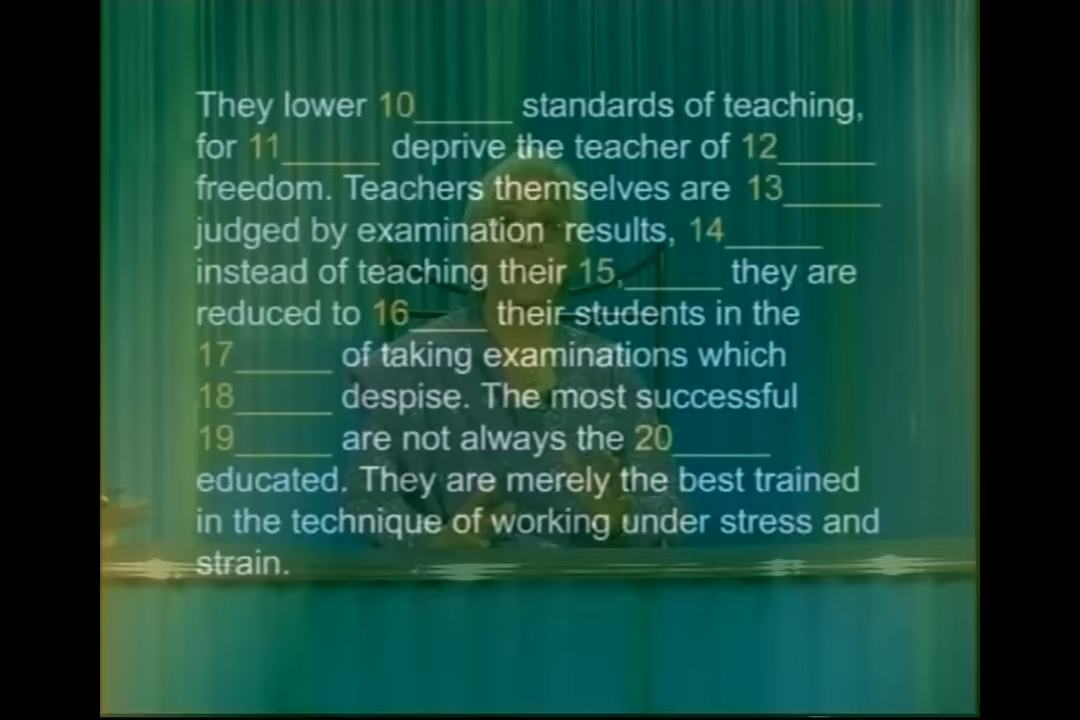 They lower 10_____ standards of teaching,
for 11_____ deprive the teacher of 12_____
freedom. Teachers themselves are 13_____
judged by examination results, 14_____
instead of teaching their 15,_____ they are
reduced to 16____ their students in the
17_____ of taking examinations which
18_____ despise. The most successful
19_____ are not always the 20_____
educated. They are merely the best trained
in the technique of working under stress and
strain.